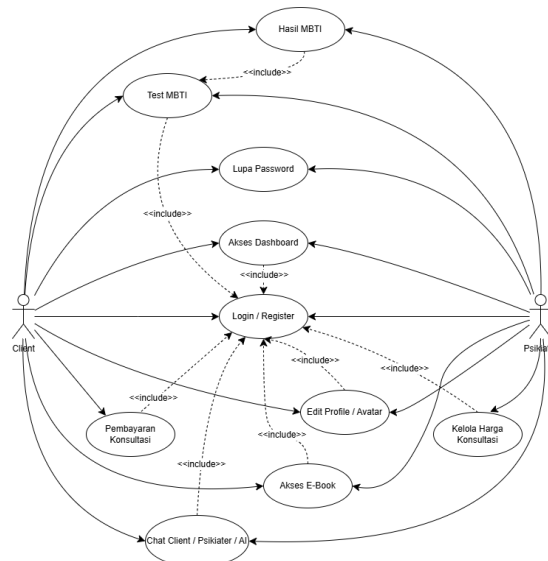 Hasil MBTI
<<include>>
Test MBTI
Lupa Password
<<include>>
Akses Dashboard
<<include>>
Login / Register
Client
Psikiat
<<include>>
<<include>>
<<include>>
Edit Profile / Avatar
Pembayaran
Konsultasi
Kelola Harga
Konsultasi
<<include>>
<<include>>
Akses E-Book
Chat Client / Psikiater / AI